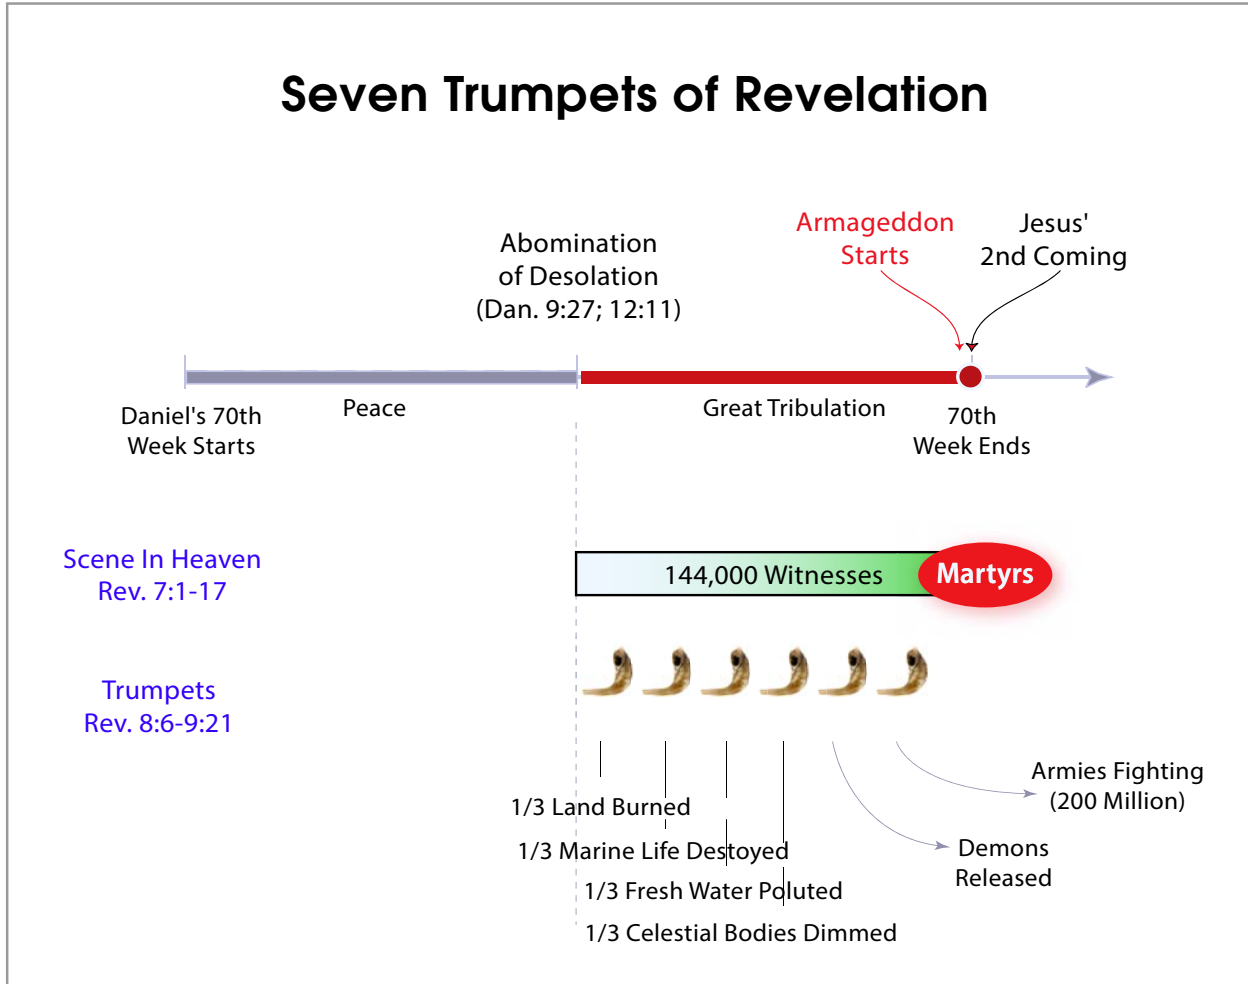 Seven Trumpets of Revelation
Armageddon
Starts
Jesus'
2nd Coming
Abomination
of Desolation
(Dan. 9:27; 12:11)
Daniel's 70th
Week Starts
Peace
Great Tribulation
70th
Week Ends
Scene In Heaven
Rev. 7:1-17
144,000 Witnesses
Martyrs
Trumpets
Rev. 8:6-9:21
1/3 Land Burned
1/3 Marine Life Destoyed
1/3 Fresh Water Poluted
1/3 Celestial Bodies Dimmed
Armies Fighting
(200 Million)
Demons
Released